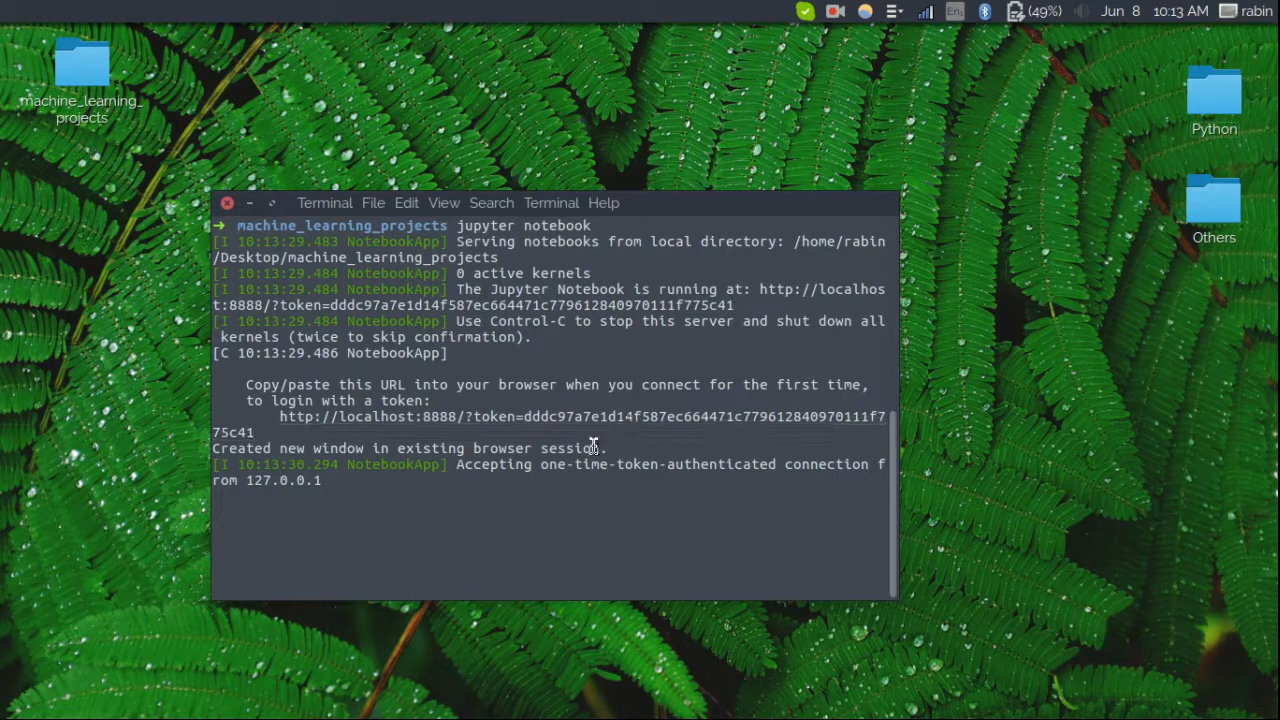 En₁ (49%) Jun 8 10:13 AM rabin
machine_learning_
projects
Python
Others
Terminal File Edit View Search Terminal Help
➜ machine_learning_projects jupyter notebook
[I 10:13:29.483 NotebookApp] Serving notebooks from local directory: /home/rabin
/Desktop/machine_learning_projects
[I 10:13:29.484 NotebookApp] 0 active kernels
[I 10:13:29.484 NotebookApp] The Jupyter Notebook is running at: http://localhos
t:8888/?token=dddc97a7e1d14f587ec664471c779612840970111f775c41
[I 10:13:29.484 NotebookApp] Use Control-C to stop this server and shut down all
kernels (twice to skip confirmation).
[C 10:13:29.486 NotebookApp]
Copy/paste this URL into your browser when you connect for the first time,
to login with a token:
http://localhost:8888/?token=dddc97a7e1d14f587ec664471c779612840970111f7
75c41
Created new window in existing browser session.
[I 10:13:30.294 NotebookApp] Accepting one-time-token-authenticated connection f
rom 127.0.0.1